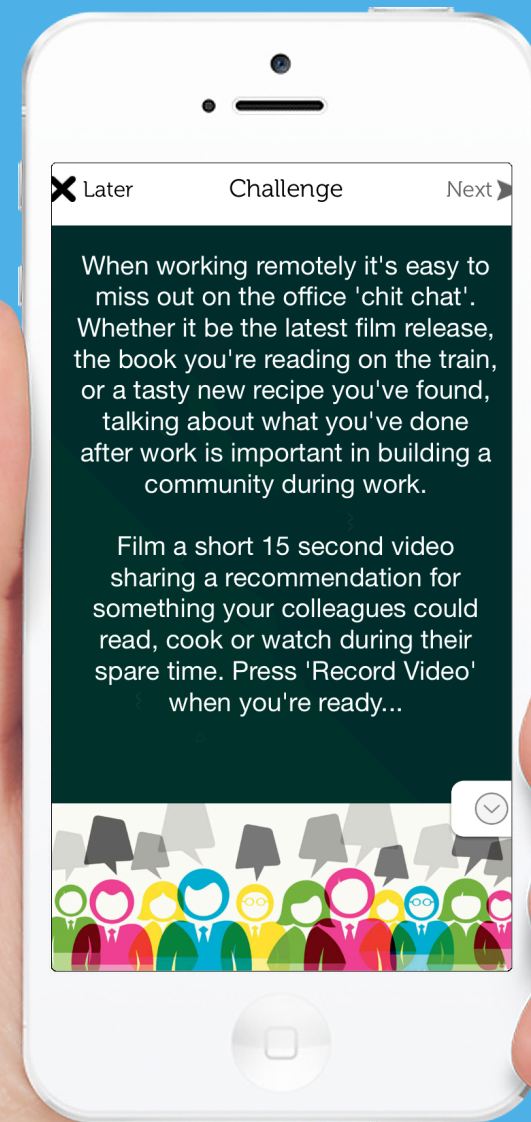 Later Challenge Next
When working remotely it's easy to
miss out on the office 'chit chat'.
Whether it be the latest film release,
the book you're reading on the train,
or a tasty new recipe you've found,
talking about what you've done
after work is important in building a
community during work.
Film a short 15 second video
sharing a recommendation for
something your colleagues could
read, cook or watch during their
spare time. Press 'Record Video'
when you're ready...